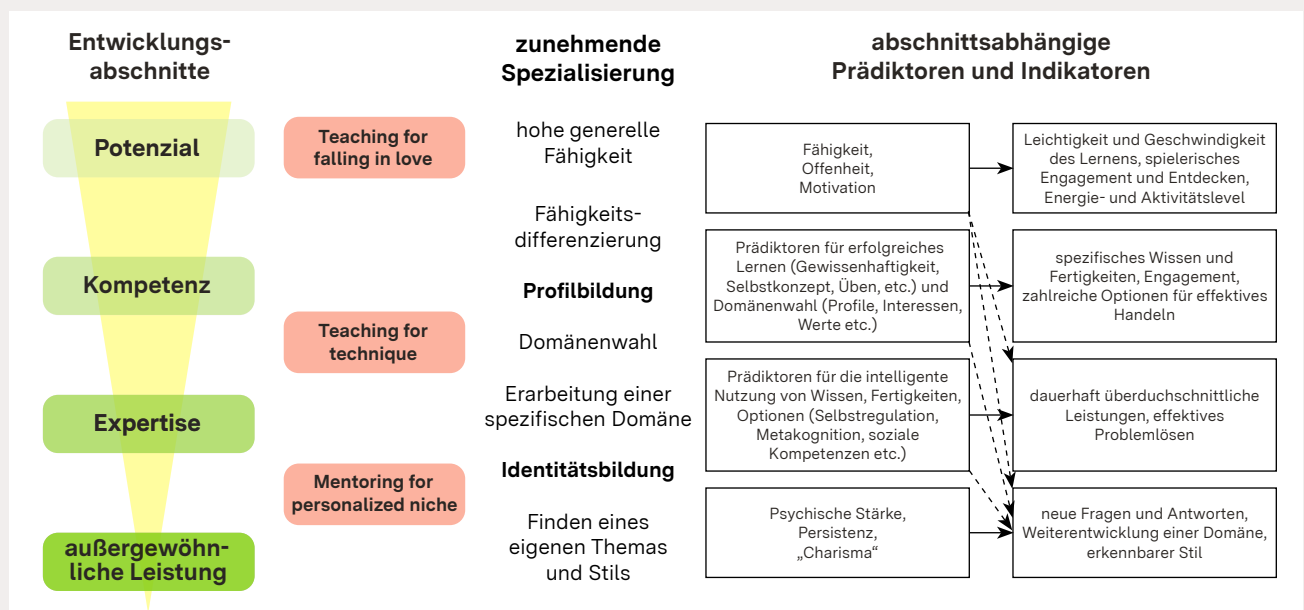 Entwicklungs-
abschnitte
Potenzial
Kompetenz
Expertise
außergewöhn-
liche Leistung
Teaching for
falling in love
Teaching for
technique
Mentoring for
personalized niche
zunehmende
Spezialisierung
hohe generelle
Fähigkeit
Fähigkeits-
differenzierung
Profilbildung
Domänenwahl
Erarbeitung einer
spezifischen Domäne
Identitätsbildung
Finden eines
eigenen Themas
und Stils
abschnittsabhängige
Prädiktoren und Indikatoren
Fähigkeit,
Offenheit,
Motivation
Leichtigkeit und Geschwindigkeit
des Lernens, spielerisches
Engagement und Entdecken,
Energie- und Aktivitätslevel
Prädiktoren für erfolgreiches
Lernen (Gewissenhaftigkeit,
Selbstkonzept, Üben, etc.) und
Domänenwahl (Profile, Interessen,
Werte etc.)
spezifisches Wissen und
Fertigkeiten, Engagement,
zahlreiche Optionen für effektives
Handeln
Prädiktoren für die intelligente
Nutzung von Wissen, Fertigkeiten,
Optionen (Selbstregulation,
Metakognition, soziale
Kompetenzen etc.)
dauerhaft überduchschnittliche
Leistungen, effektives
Problemlösen
Psychische Stärke,
Persistenz,
„Charisma“
neue Fragen und Antworten,
Weiterentwicklung einer Domäne,
erkennbarer Stil